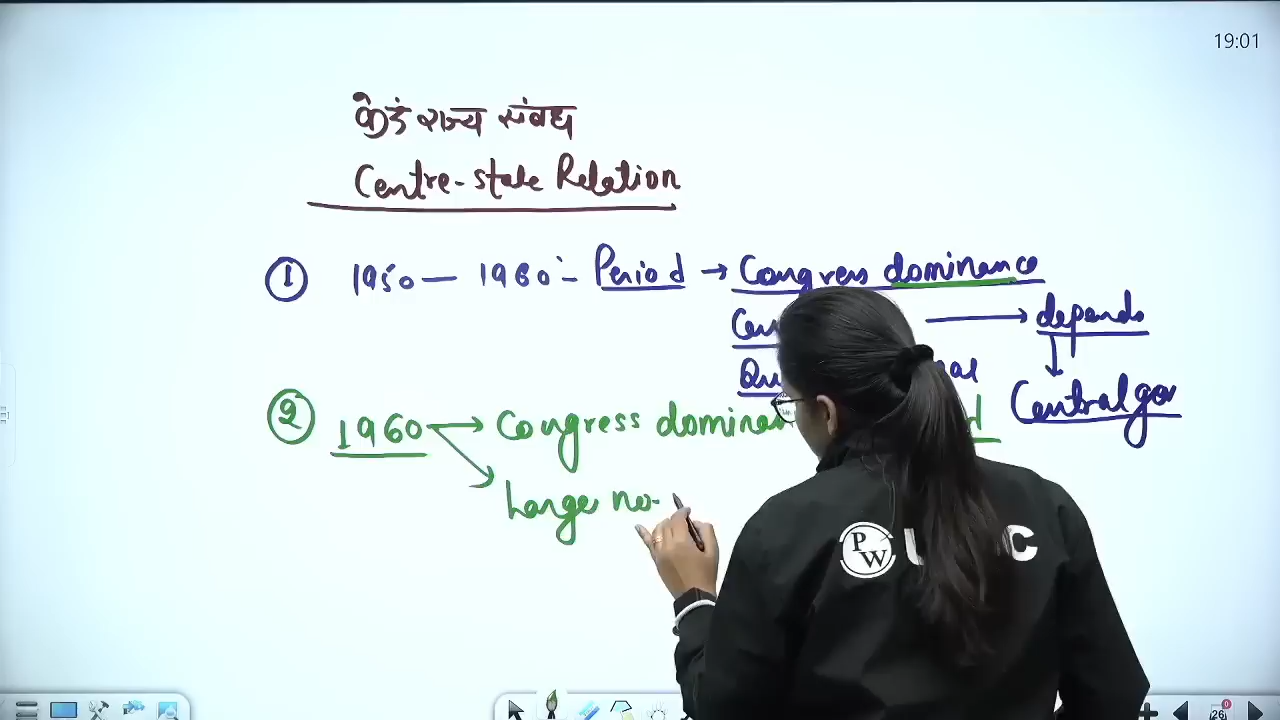 19:01
केंद्र राज्य संबंध
Centre-state Relation
① 1950 — 1960 - Period → Congress dominance
→ depends
Central gov
② 1960 → Congress
Large no.
PW